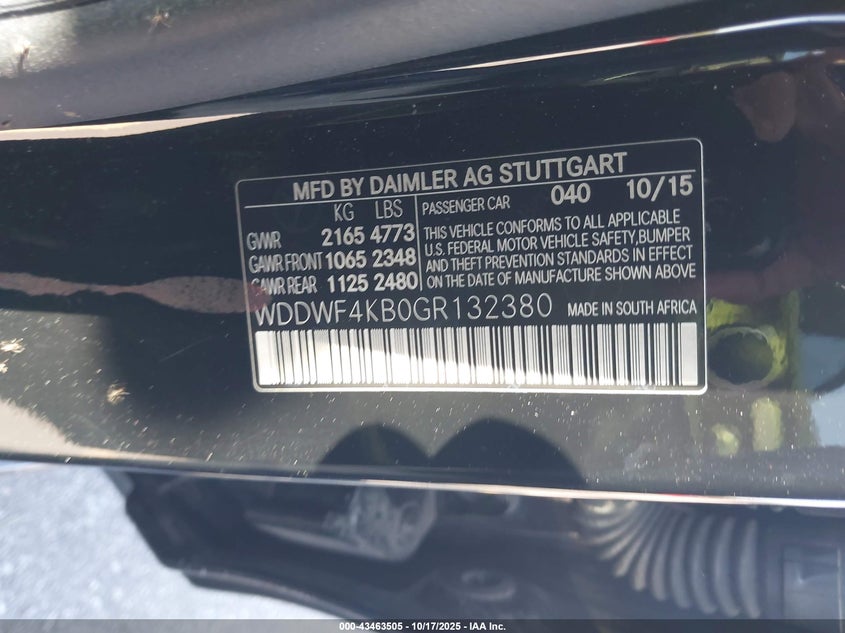 MFD BY DAIMLER AG STUTTGART
KG LBS
GVWR 2165 4773
GAWR FRONT 1065 2348
GAWR REAR 1125 2480
PASSENGER CAR 040 10/15
THIS VEHICLE CONFORMS TO ALL APPLICABLE
U.S. FEDERAL MOTOR VEHICLE SAFETY,BUMPER
AND THEFT PREVENTION STANDARDS IN EFFECT
ON THE DATE OF MANUFACTURE SHOWN ABOVE
WDDWF4KB0GR132380 MADE IN SOUTH AFRICA
000-43463505 - 10/17/2025 - IAA Inc.